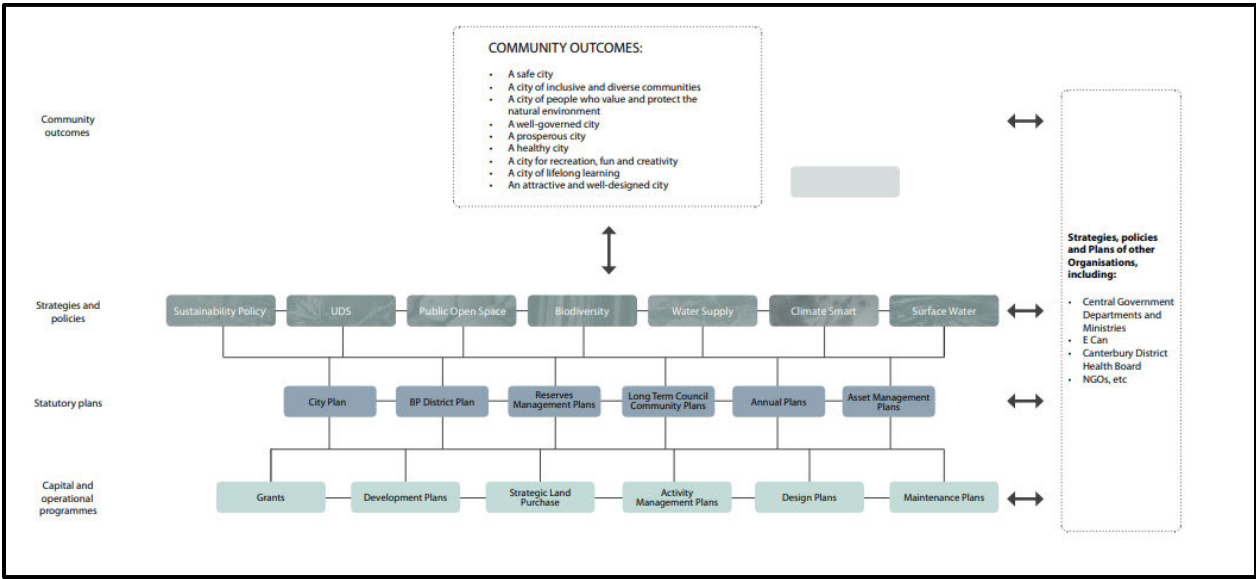 COMMUNITY OUTCOMES:
• A safe city
• A city of inclusive and diverse communities
• A city of people who value and protect the
natural environment
• A well-governed city
• A prosperous city
• A healthy city
• A city for recreation, fun and creativity
• A city of lifelong learning
• An attractive and well-designed city
Community
outcomes
Strategies, policies
and Plans of other
Organisations,
including:
• Central Government
Departments and
Ministries
• E Can
• Canterbury District
Health Board
• NGOs, etc
Strategies and
policies
Sustainability Policy
UDS
Public Open Space
Biodiversity
Water Supply
Climate Smart
Surface Water
Statutory plans
City Plan
BP District Plan
Reserves
Management Plans
Long Term Council
Community Plans
Annual Plans
Asset Management
Plans
Capital and
operational
programmes
Grants
Development Plans
Strategic Land
Purchase
Activity
Management Plans
Design Plans
Maintenance Plans